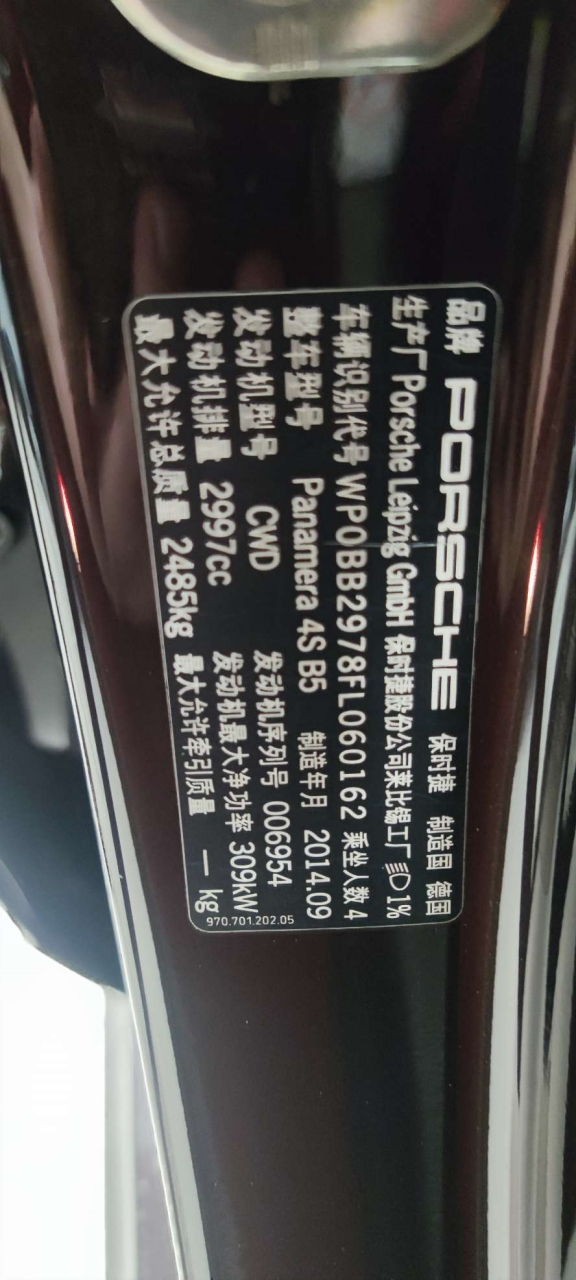 品牌 PORSCHE 保时捷 制造国 德国
生产厂 Porsche Leipzig GmbH 保时捷股份公司莱比锡工厂 1%
车辆识别代号 WP0BB2978FL060162 乘坐人数 4
整车型号 Panamera 4S B5 制造年月 2014.09
发动机型号 CWD 发动机序列号 006954
发动机排量 2997cc 发动机最大净功率 309kW
最大允许总质量 2485kg 最大允许牵引质量 — kg
970.701.202.05